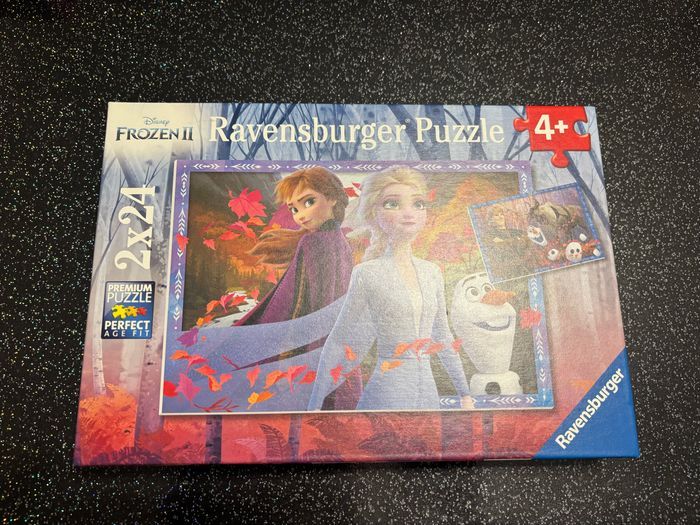 Disney
FROZEN II
Ravensburger Puzzle
4+
2x24
PREMIUM
PUZZLE
PERFECT
AGE FIT
Ravensburger